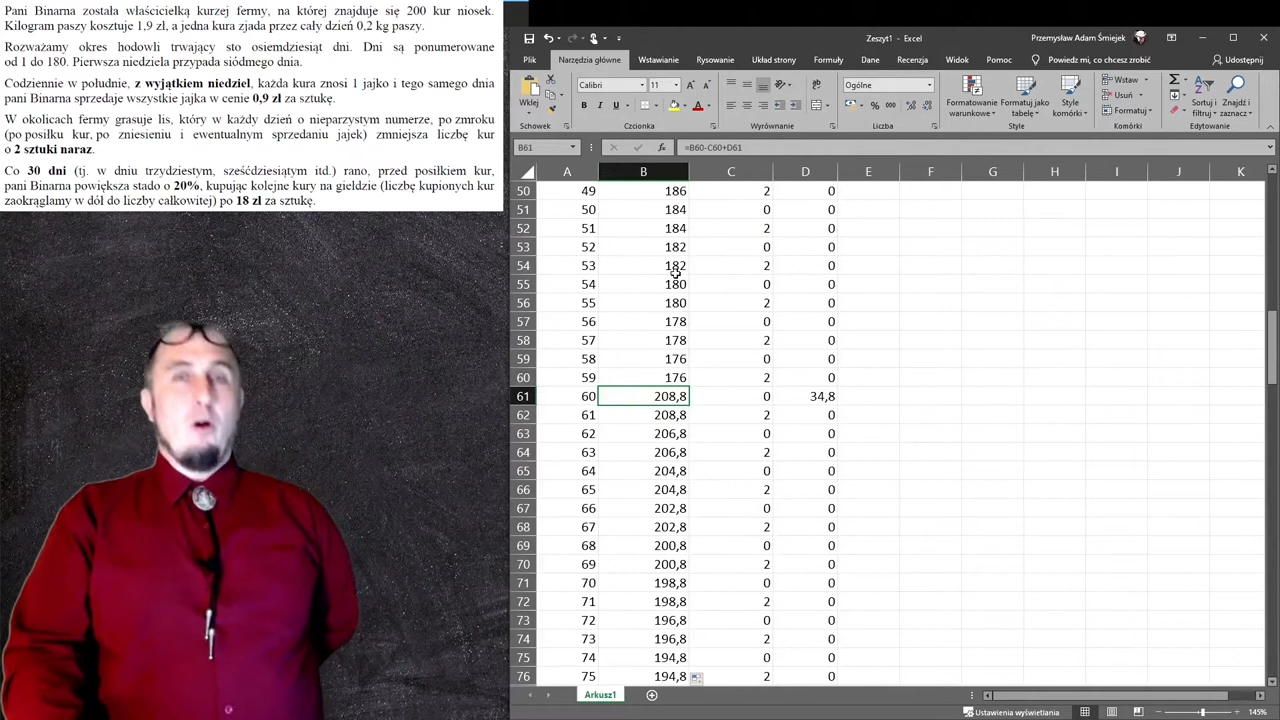 Pani Binarna została właścicielką kurzej fermy, na której znajduje się 200 kur niosek.
Kilogram paszy kosztuje 1,9 zł, a jedna kura zjada przez cały dzień 0,2 kg paszy.
Rozważamy okres hodowli trwający sto osiemdziesiąt dni. Dni są ponumerowane
od 1 do 180. Pierwsza niedziela przypada siódmego dnia.
Codziennie w południe, z wyjątkiem niedziel, każda kura znosi 1 jajko i tego samego dnia
pani Binarna sprzedaje wszystkie jajka w cenie 0,9 zł za sztukę.
W okolicach fermy grasuje lis, który w każdy dzień o nieparzystym numerze, po zmroku
(po posiłku kur, po zniesieniu i ewentualnym sprzedaniu jajek) zmniejsza liczbę kur
o 2 sztuki naraz.
Co 30 dni (tj. w dniu trzydziestym, sześćdziesiątym itd.) rano, przed posiłkiem kur,
pani Binarna powiększa stado o 20%, kupując kolejne kury na giełdzie (liczbę kupionych kur
zaokrąglamy w dół do liczby całkowitej) po 18 zł za sztukę.
Zeszyt1 - Excel
Przemysław Adam Śmiejek
Plik Narzędzia główne Wstawianie Rysowanie Układ strony Formuły Dane Recenzja Widok Pomoc Powiedz mi, co chcesz zrobić Udostępnij
Wklej
Calibri 11
Ogólne
Formatowanie warunkowe
Formatuj jako tabelę
Style komórki
Wstaw
Usuń
Formatuj
Sortuj i filtruj
Znajdź i zaznacz
Schowek Czcionka Wyrównanie Liczba Style Komórki Edytowanie
B61 fx =B60-C60+D61
A B C D E F G H I J K
50 49 186 2 0
51 50 184 0 0
52 51 184 2 0
53 52 182 0 0
54 53 182 2 0
55 54 180 0 0
56 55 180 2 0
57 56 178 0 0
58 57 178 2 0
59 58 176 0 0
60 59 176 2 0
61 60 208,8 0 34,8
62 61 208,8 2 0
63 62 206,8 0 0
64 63 206,8 2 0
65 64 204,8 0 0
66 65 204,8 2 0
67 66 202,8 0 0
68 67 202,8 2 0
69 68 200,8 0 0
70 69 200,8 2 0
71 70 198,8 0 0
72 71 198,8 2 0
73 72 196,8 0 0
74 73 196,8 2 0
75 74 194,8 0 0
76 75 194,8 2 0
Arkusz1
Ustawienia wyświetlania
145%